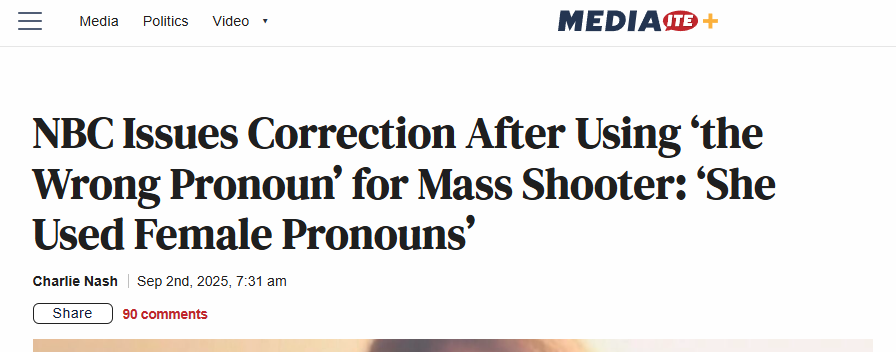 Media Politics Video
MEDIAITE+
NBC Issues Correction After Using ‘the
Wrong Pronoun’ for Mass Shooter: ‘She
Used Female Pronouns’
Charlie Nash Sep 2nd, 2025, 7:31 am
Share 90 comments